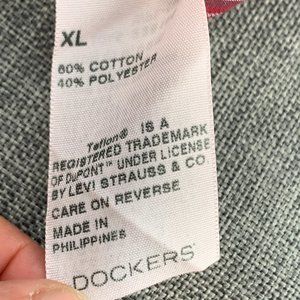 XL
60% COTTON
40% POLYESTER
Teflon® IS A
REGISTERED TRADEMARK
OF DUPONT™ UNDER LICENSE
BY LEVI STRAUSS & CO
CARE ON REVERSE
MADE IN
PHILIPPINES
DOCKERS